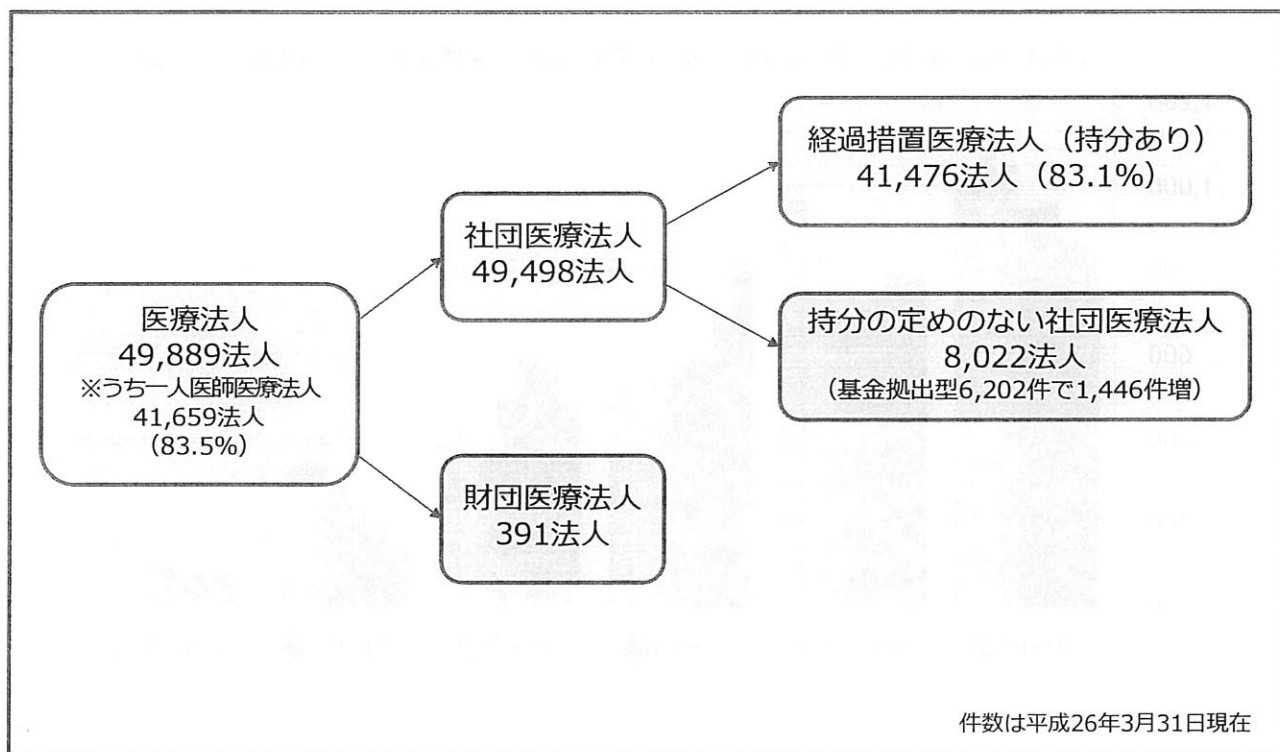 医療法人
49,889法人
※うち一人医師医療法人
41,659法人
(83.5%)
社団医療法人
49,498法人
財団医療法人
391法人
経過措置医療法人（持分あり）
41,476法人（83.1%）
持分の定めのない社団医療法人
8,022法人
（基金拠出型6,202件で1,446件増）
件数は平成26年3月31日現在